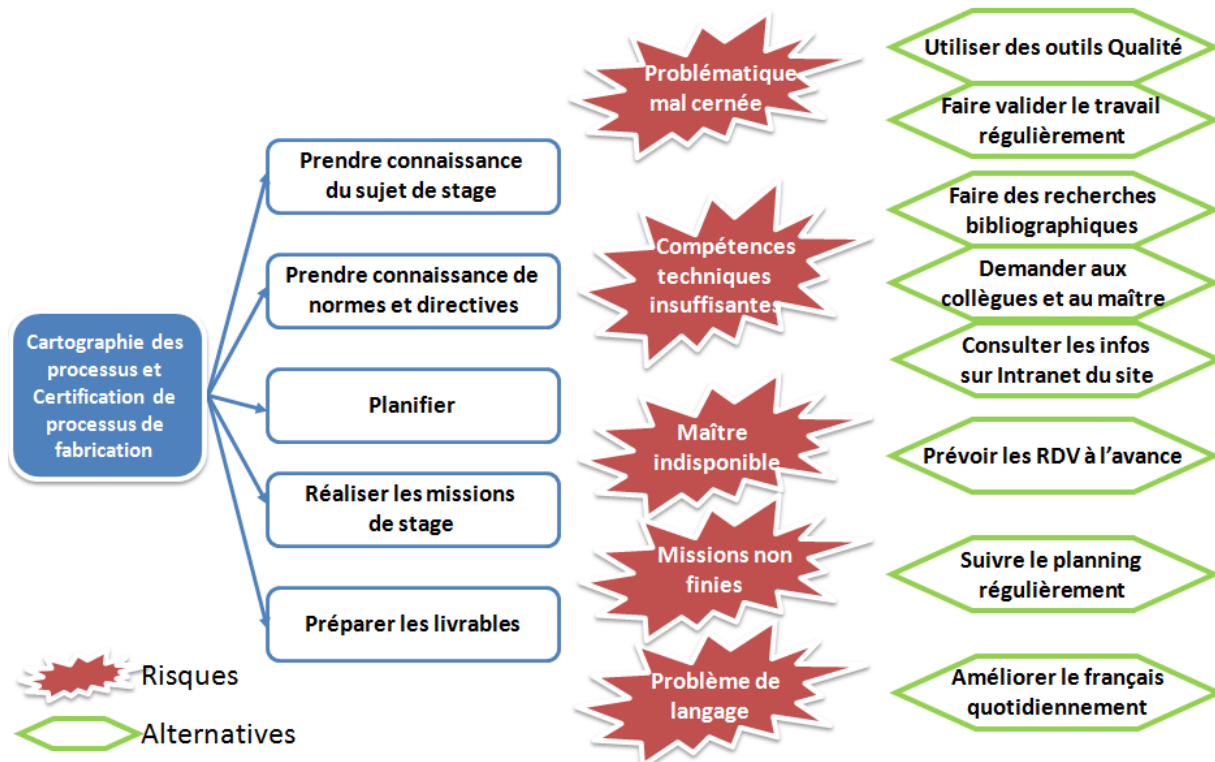 Cartographie des
processus et
Certification de
processus de
fabrication
Prendre connaissance
du sujet de stage
Prendre connaissance de
normes et directives
Planifier
Réaliser les missions
de stage
Préparer les livrables
Problématique
mal cernée
Compétences
techniques
insuffisantes
Maître
indisponible
Missions non
finies
Problème de
langage
Utiliser des outils Qualité
Faire valider le travail
régulièrement
Faire des recherches
bibliographiques
Demander aux
collègues et au maître
Consulter les infos
sur Intranet du site
Prévoir les RDV à l’avance
Suivre le planning
régulièrement
Améliorer le français
quotidiennement
Risques
Alternatives